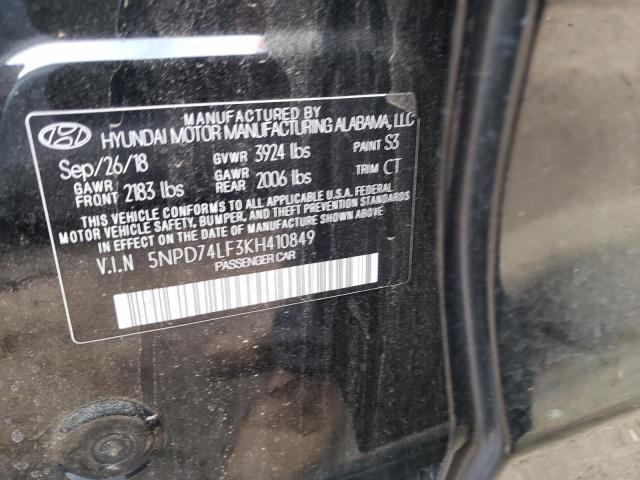 MANUFACTURED BY
HYUNDAI MOTOR MANUFACTURING ALABAMA, LLC
Sep/26/18 GVWR 3924 lbs PAINT S3
GAWR FRONT 2183 lbs GAWR REAR 2006 lbs TRIM CT
THIS VEHICLE CONFORMS TO ALL APPLICABLE U.S.A. FEDERAL
MOTOR VEHICLE SAFETY, BUMPER, AND THEFT PREVENTION STANDARDS
IN EFFECT ON THE DATE OF MANUFACTURE SHOWN ABOVE.
V.I.N 5NPD74LF3KH410849
PASSENGER CAR